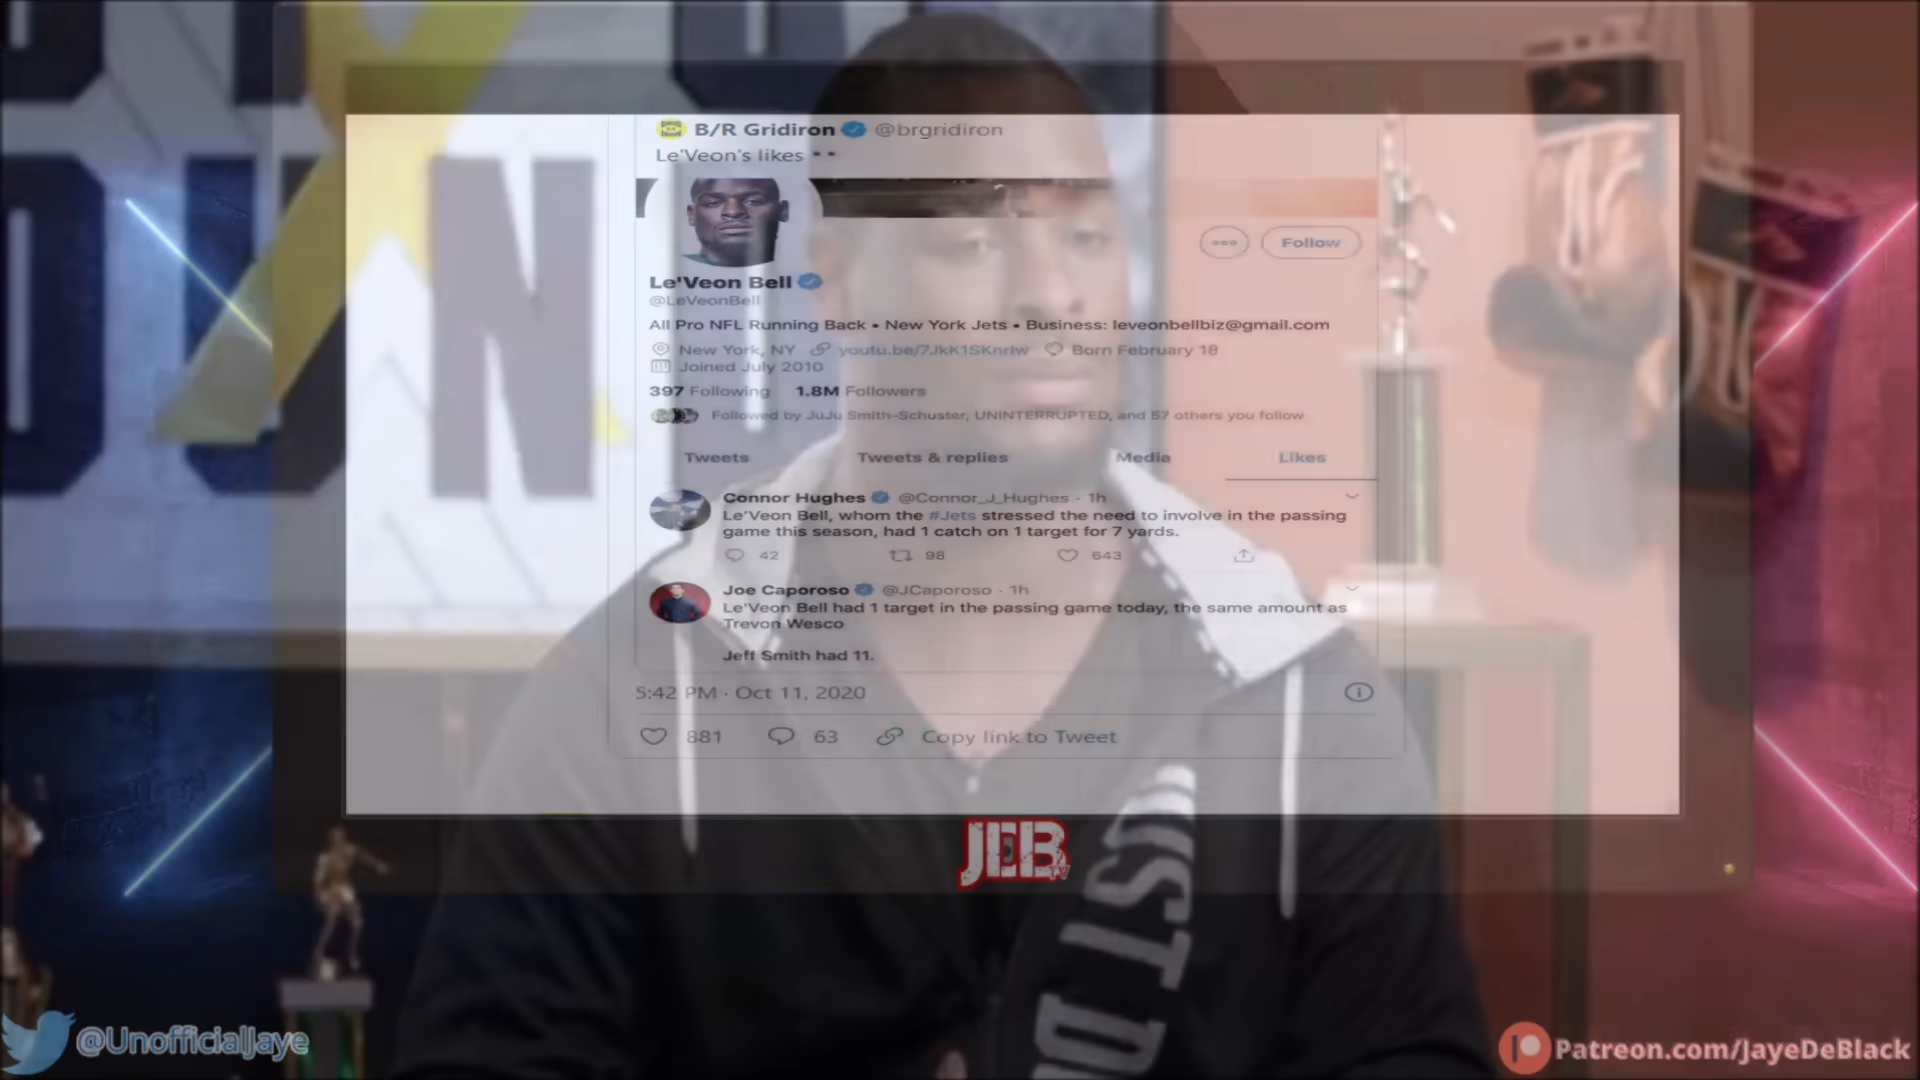 B/R Gridiron @brgridiron
Le'Veon's likes
Follow
Le'Veon Bell
@LeVeonBell
All Pro NFL Running Back • New York Jets • Business: leveonbellbiz@gmail.com
New York, NY youtu.be/7JkK1SKnrlw Born February 18
Joined July 2010
397 Following 1.8M Followers
Followed by JuJu Smith-Schuster, UNINTERRUPTED, and 57 others you follow
Tweets Tweets & replies Media Likes
Connor Hughes @Connor_J_Hughes · 1h
Le'Veon Bell, whom the #Jets stressed the need to involve in the passing
game this season, had 1 catch on 1 target for 7 yards.
42 98 643
Joe Caporoso @JCaporoso · 1h
Le'Veon Bell had 1 target in the passing game today, the same amount as
Trevon Wesco
Jeff Smith had 11.
5:42 PM · Oct 11, 2020
881 63 Copy link to Tweet
JEB
TV
@UnofficialJaye
Patreon.com/JayeDeBlack